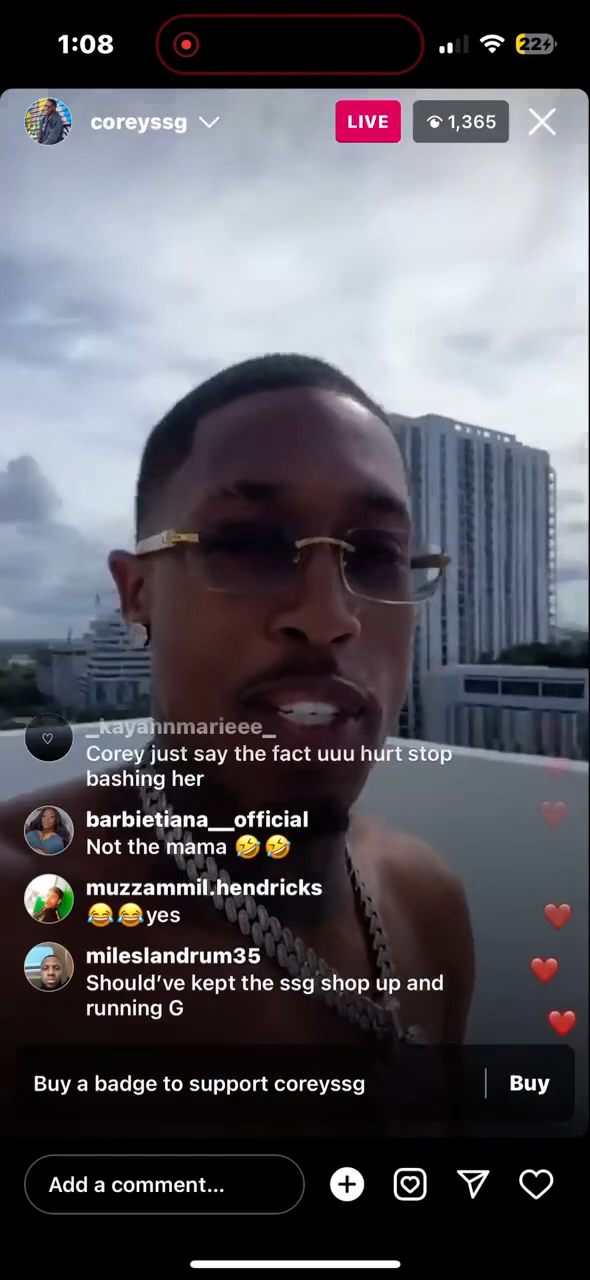 1:08
22
coreyssg
LIVE
1,365
_kayahnmarieee_
Corey just say the fact uuu hurt stop
bashing her
barbietiana__official
Not the mama 🤣🤣
muzzammil.hendricks
😂😂yes
mileslandrum35
Should’ve kept the ssg shop up and
running G
Buy a badge to support coreyssg
Buy
Add a comment...